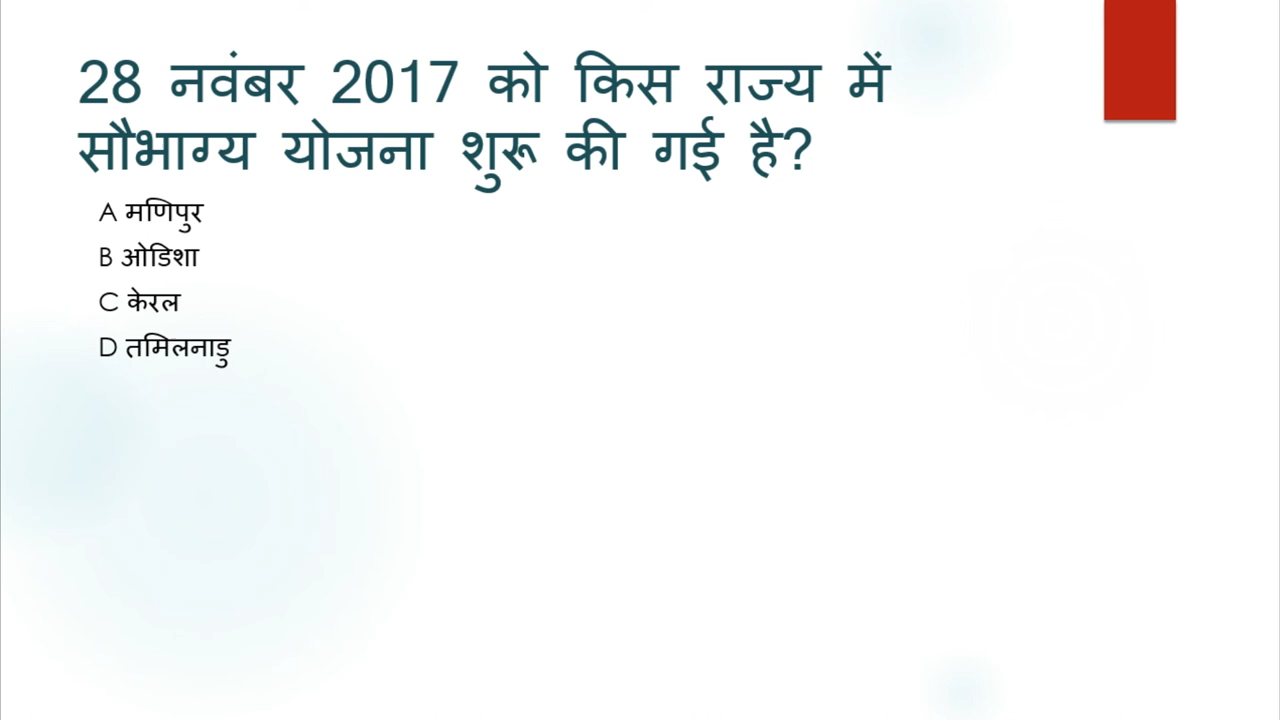 28 नवंबर 2017 को किस राज्य में
सौभाग्य योजना शुरू की गई है?
A मणिपुर
B ओडिशा
C केरल
D तमिलनाडु